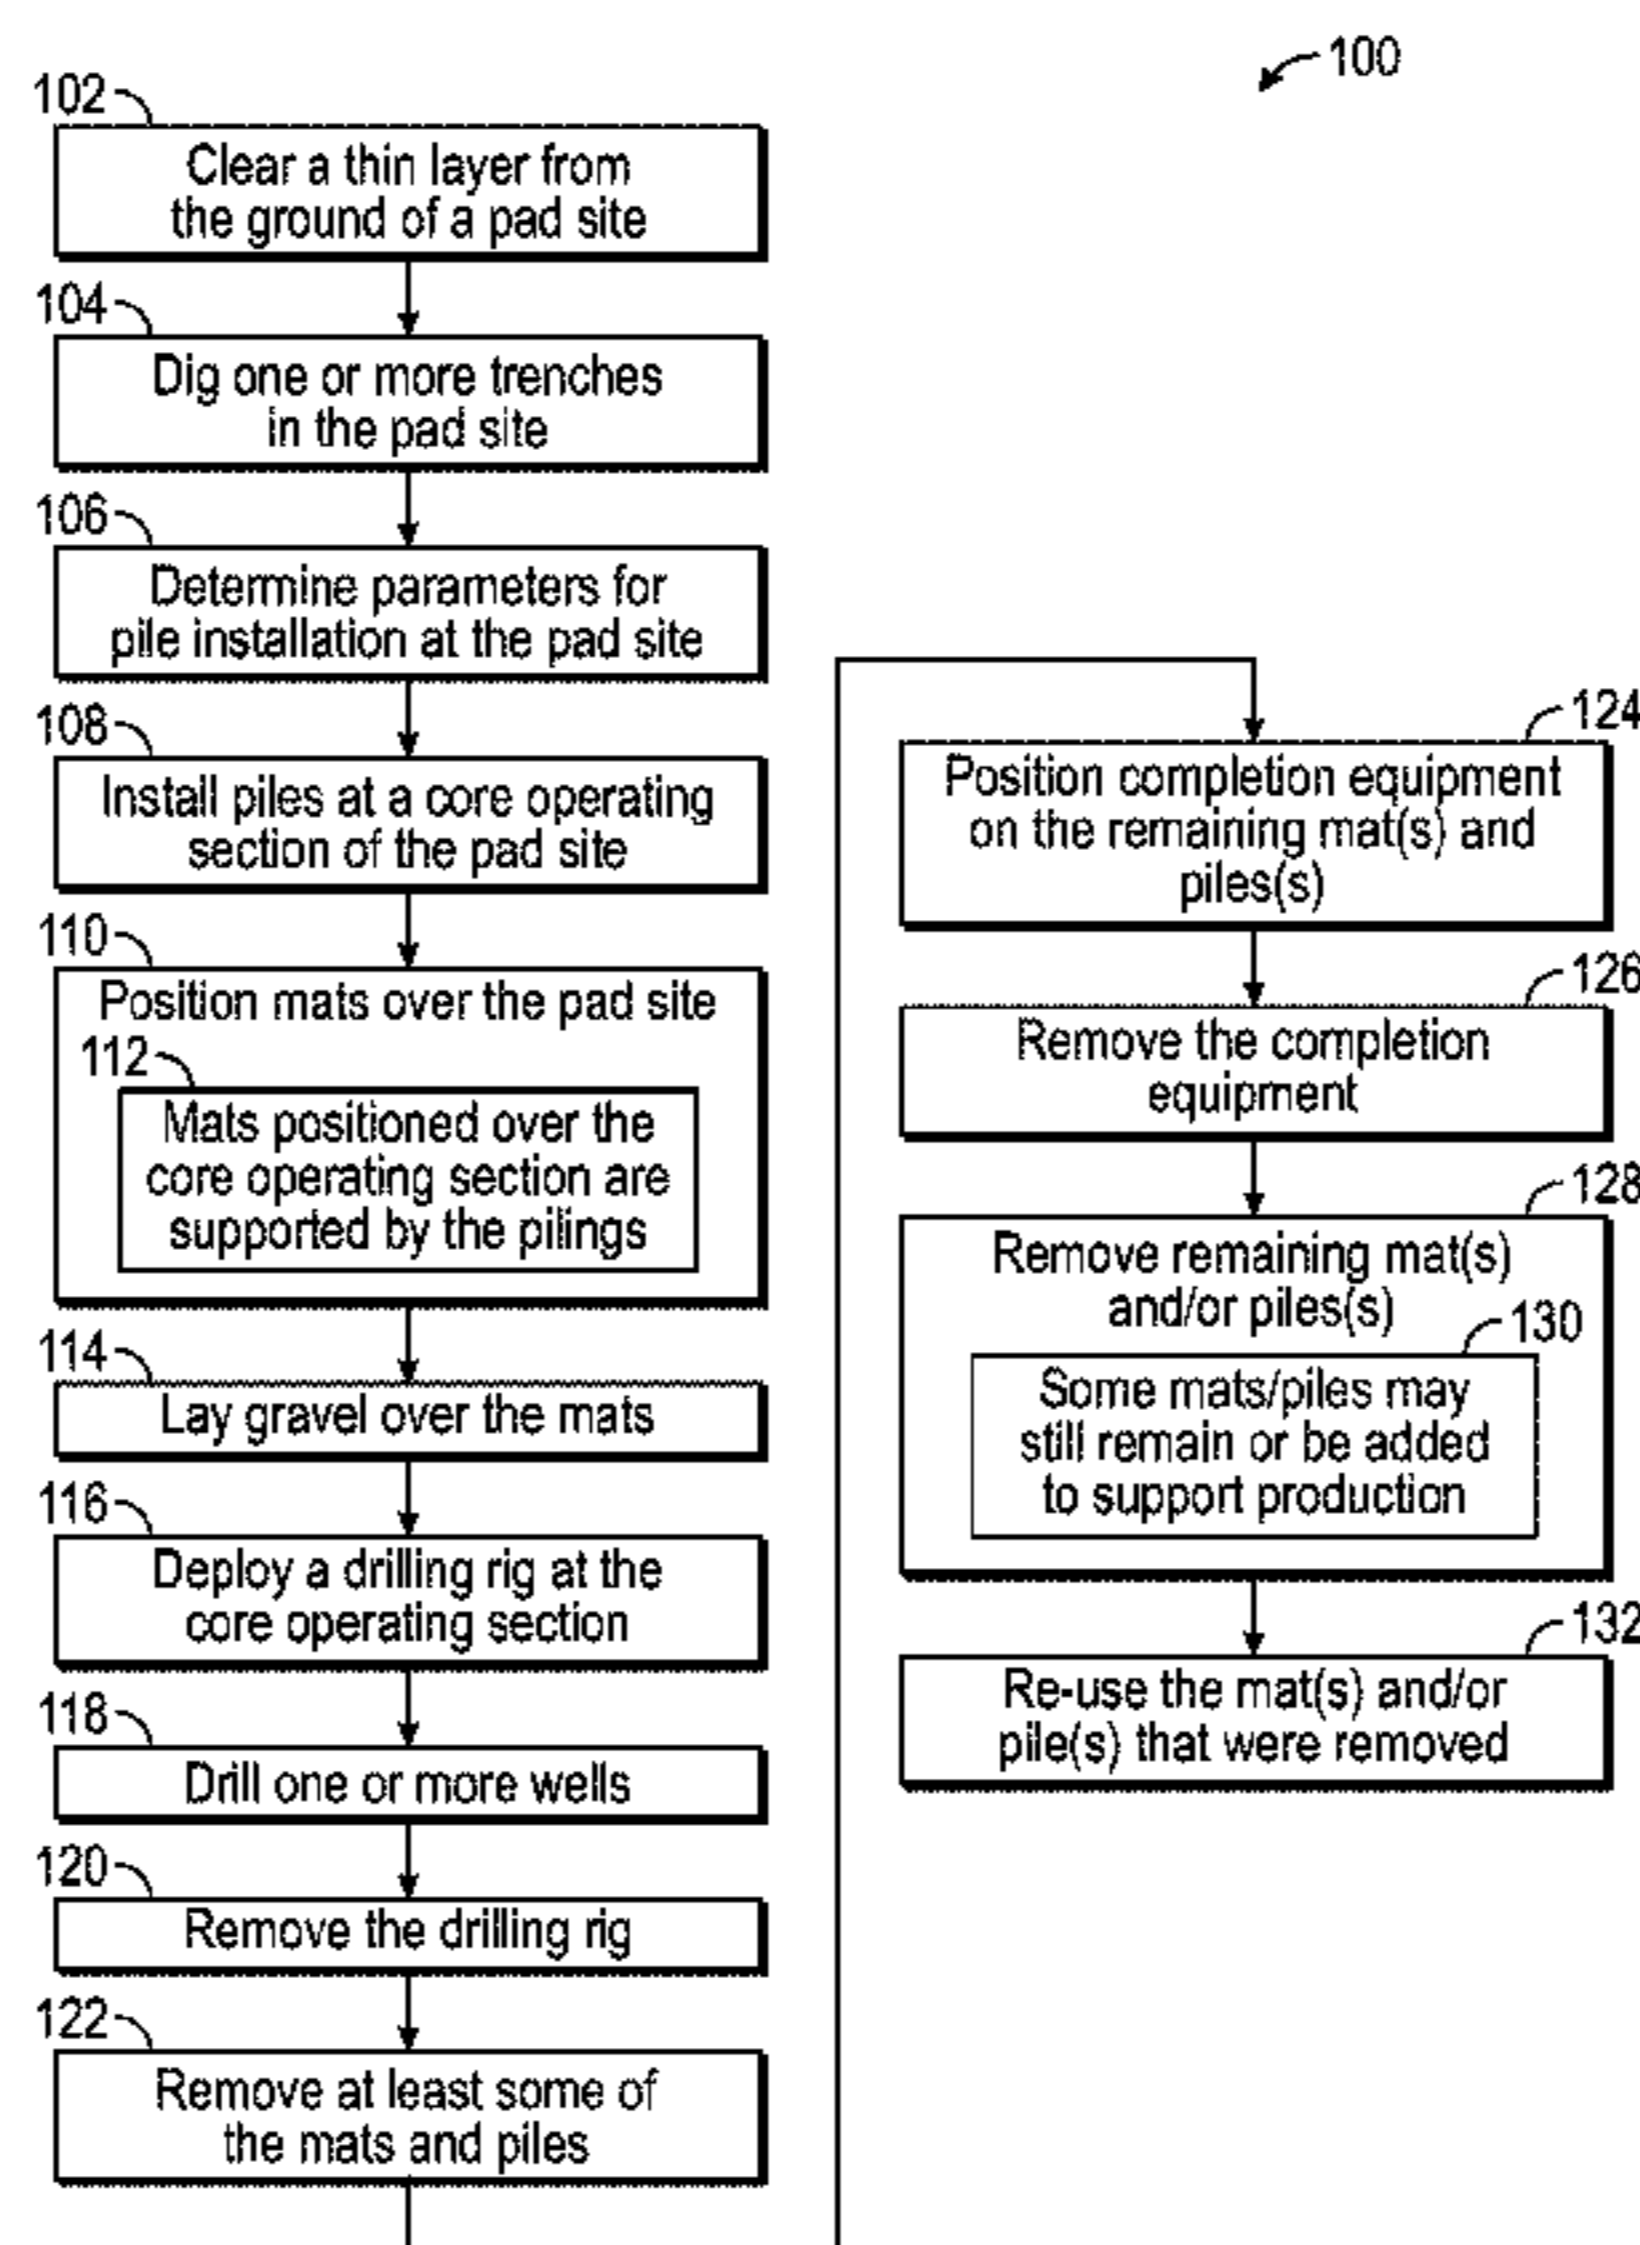 100
102
Clear a thin layer from
the ground of a pad site
104
Dig one or more trenches
in the pad site
106
Determine parameters for
pile installation at the pad site
108
Install piles at a core operating
section of the pad site
110
Position mats over the pad site
112
Mats positioned over the
core operating section are
supported by the pilings
114
Lay gravel over the mats
116
Deploy a drilling rig at the
core operating section
118
Drill one or more wells
120
Remove the drilling rig
122
Remove at least some of
the mats and piles
124
Position completion equipment
on the remaining mat(s) and
piles(s)
126
Remove the completion
equipment
128
Remove remaining mat(s)
and/or piles(s)
130
Some mats/piles may
still remain or be added
to support production
132
Re-use the mat(s) and/or
pile(s) that were removed